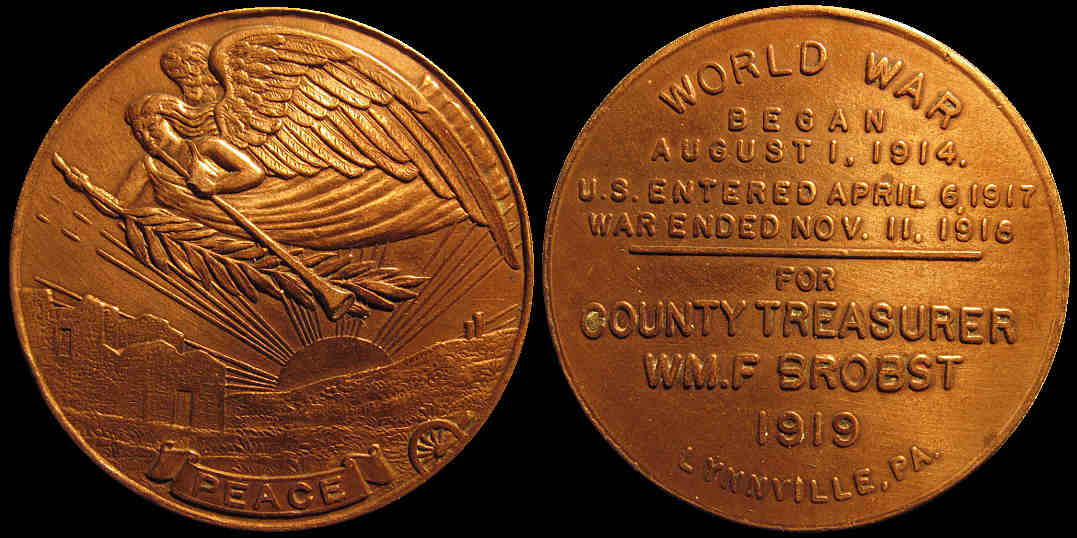 PEACE
WORLD WAR
BEGAN
AUGUST 1, 1914.
U.S. ENTERED APRIL 6, 1917
WAR ENDED NOV. 11, 1918
FOR
COUNTY TREASURER
WM. F BROBST
1919
LYNNVILLE, PA.